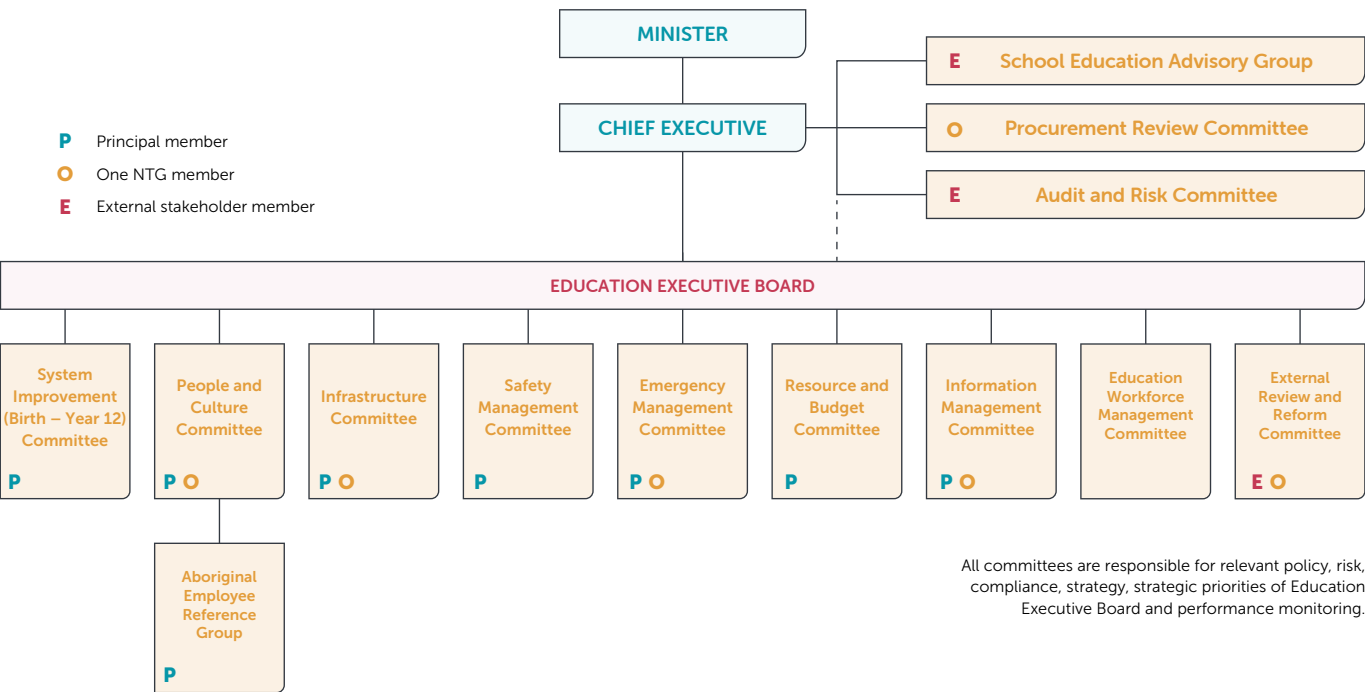 MINISTER
E School Education Advisory Group
CHIEF EXECUTIVE
O Procurement Review Committee
E Audit and Risk Committee
P Principal member
O One NTG member
E External stakeholder member
EDUCATION EXECUTIVE BOARD
System
Improvement
(Birth – Year 12)
Committee
P
People and
Culture
Committee
P O
Infrastructure
Committee
P O
Safety
Management
Committee
P
Emergency
Management
Committee
P O
Resource and
Budget
Committee
P
Information
Management
Committee
P O
Education
Workforce
Management
Committee
External
Review and
Reform
Committee
E O
Aboriginal
Employee
Reference
Group
P
All committees are responsible for relevant policy, risk,
compliance, strategy, strategic priorities of Education
Executive Board and performance monitoring.